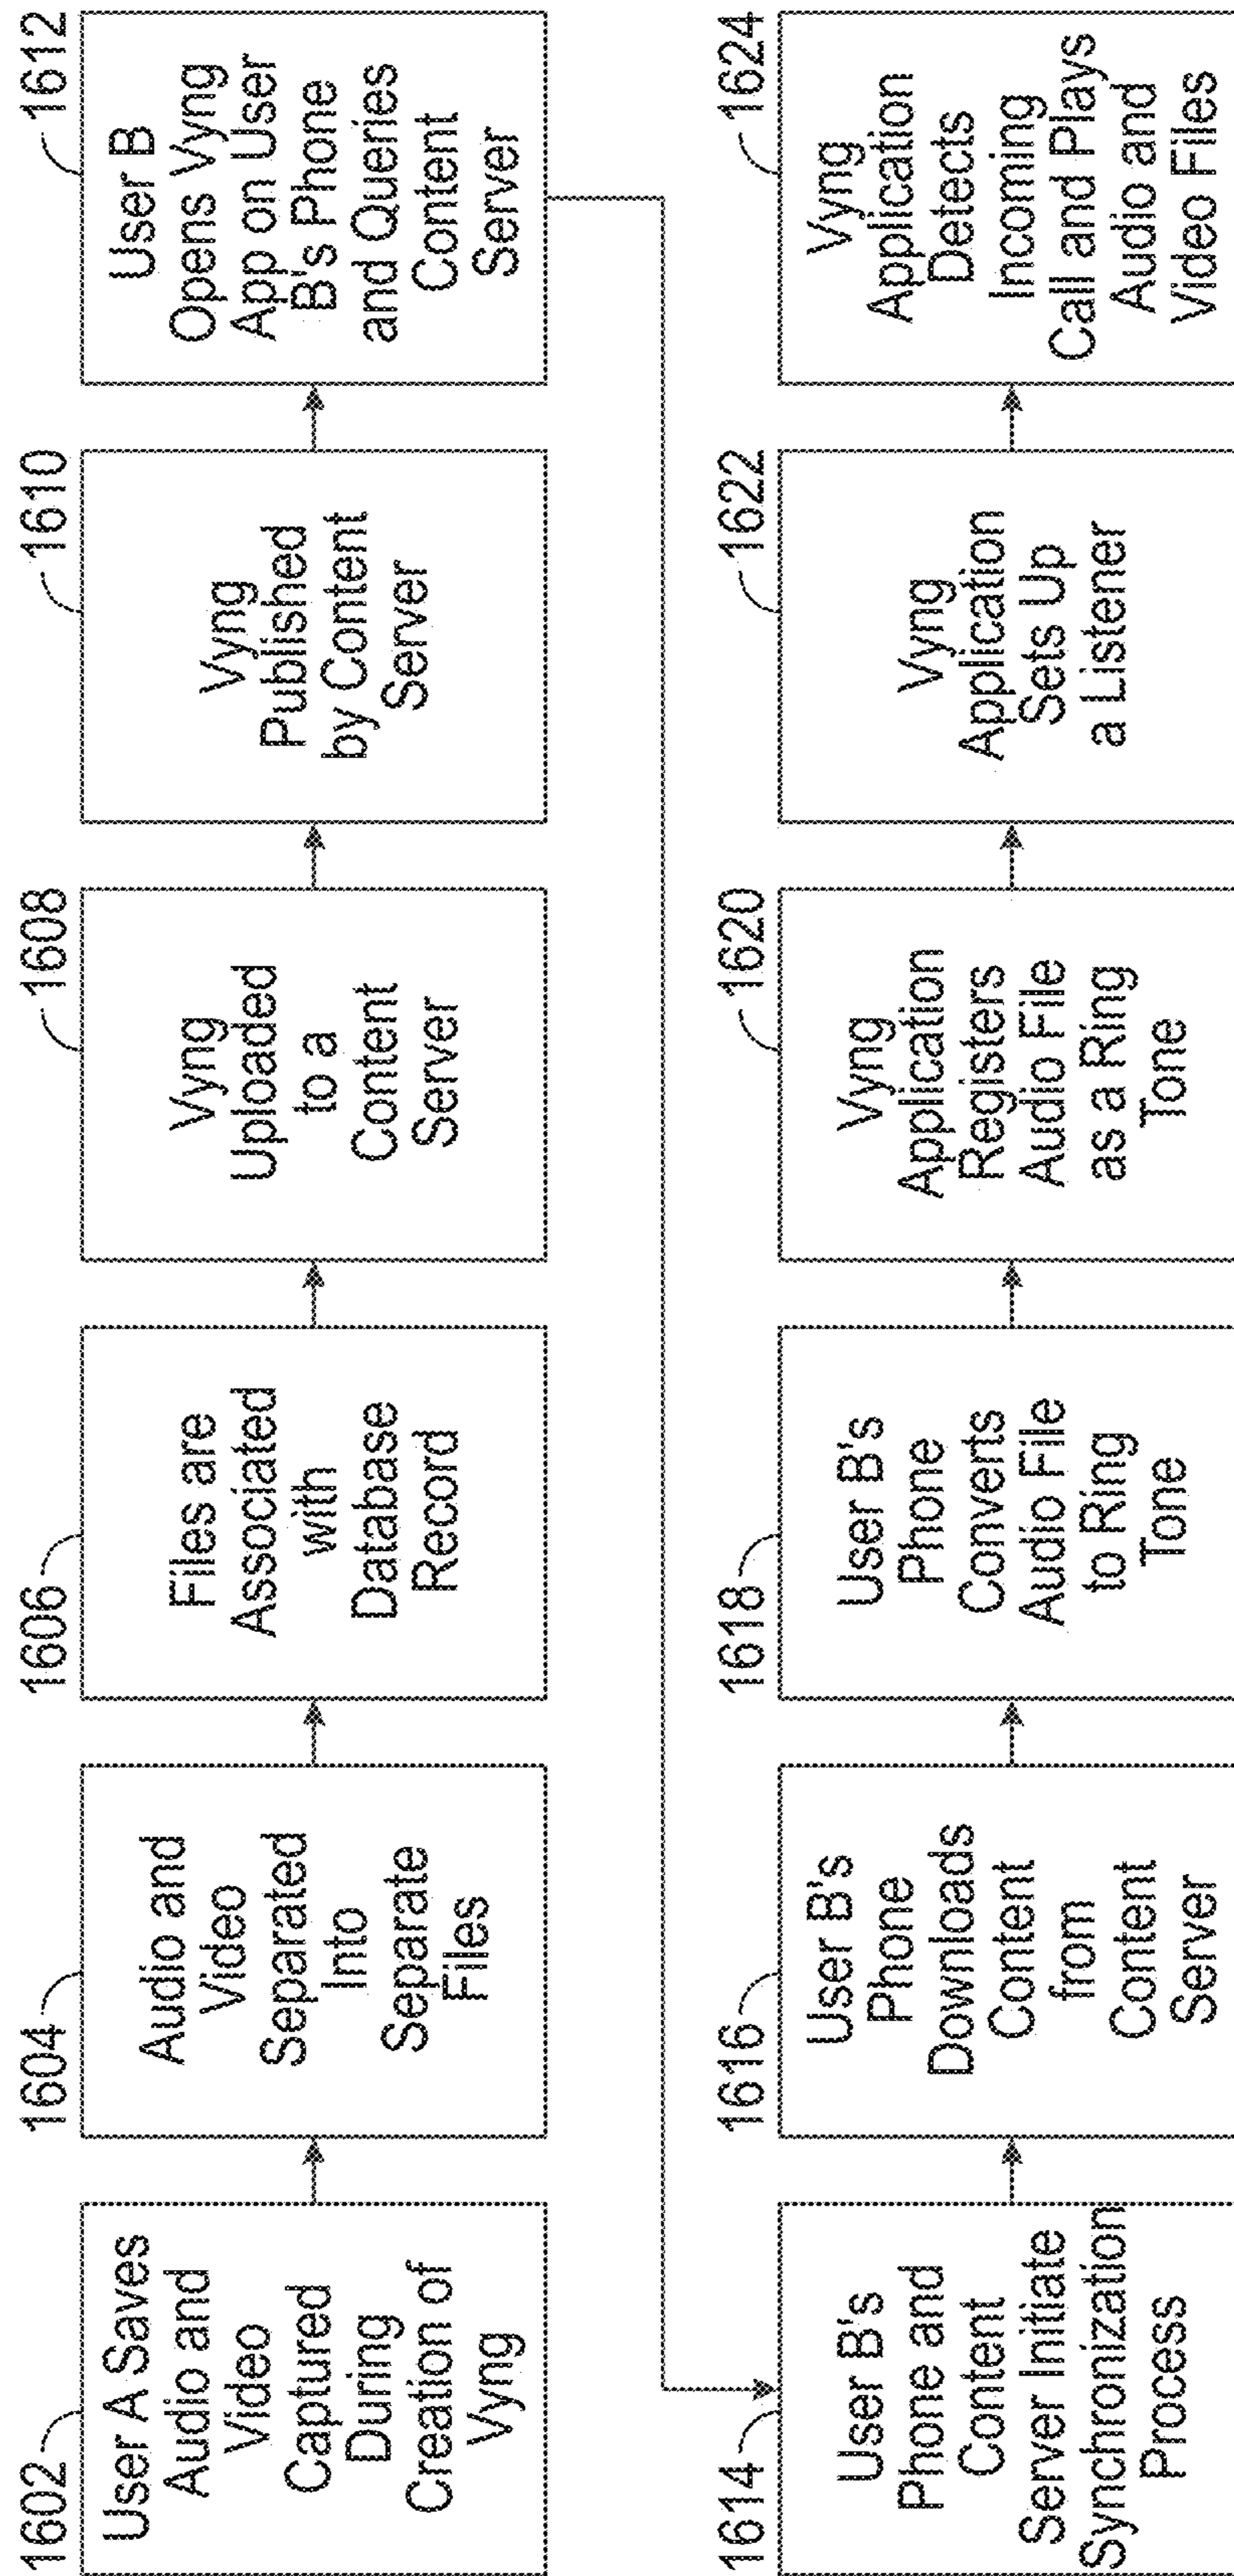 1602
User A Saves
Audio and
Video
Captured
During
Creation of
Vyng
1604
Audio and
Video
Separated
Into
Separate
Files
1606
Files are
Associated
with
Database
Record
1608
Vyng
Uploaded
to a
Content
Server
1610
Vyng
Published
by Content
Server
1612
User B
Opens Vyng
App on User
B's Phone
and Queries
Content
Server
1614
User B's
Phone and
Content
Server Initiate
Synchronization
Process
1616
User B's
Phone
Downloads
Content
from
Content
Server
1618
User B's
Phone
Converts
Audio File
to Ring
Tone
1620
Vyng
Application
Registers
Audio File
as a Ring
Tone
1622
Vyng
Application
Sets Up
a Listener
1624
Vyng
Application
Detects
Incoming
Call and Plays
Audio and
Video Files